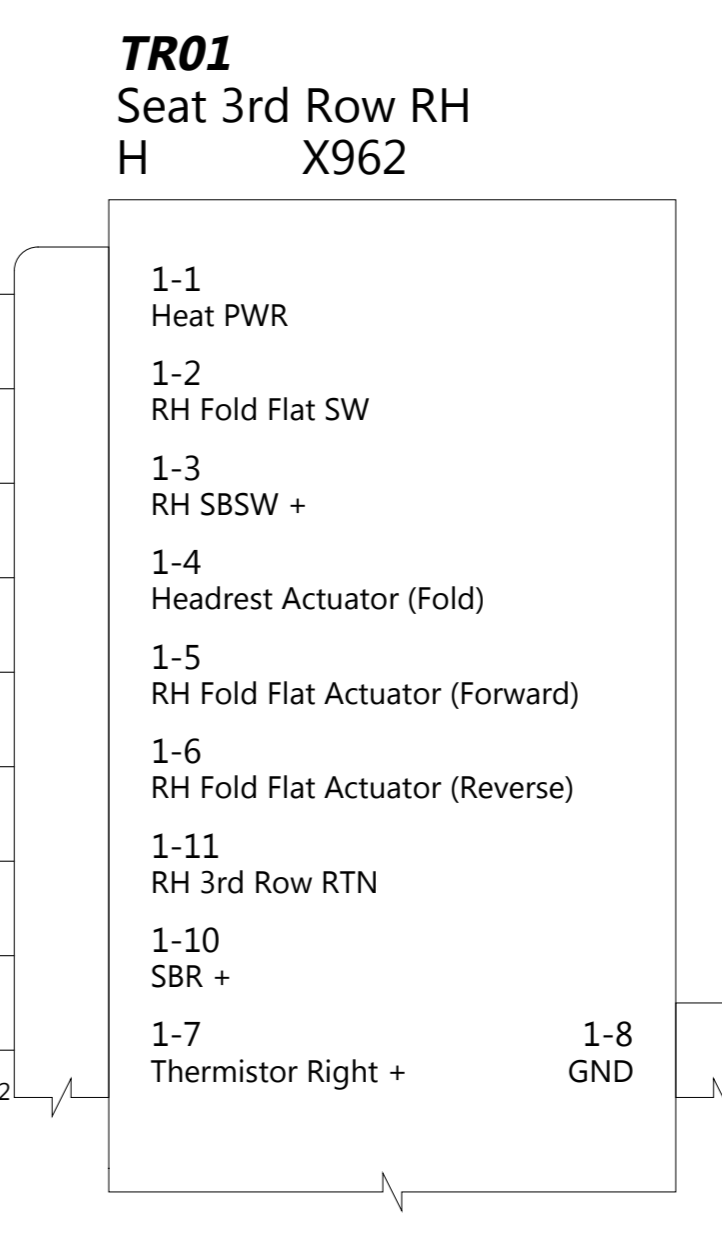 TR01
Seat 3rd Row RH
H X962
1-1
Heat PWR
1-2
RH Fold Flat SW
1-3
RH SBSW +
1-4
Headrest Actuator (Fold)
1-5
RH Fold Flat Actuator (Forward)
1-6
RH Fold Flat Actuator (Reverse)
1-11
RH 3rd Row RTN
1-10
SBR +
1-7 1-8
Thermistor Right + GND
2